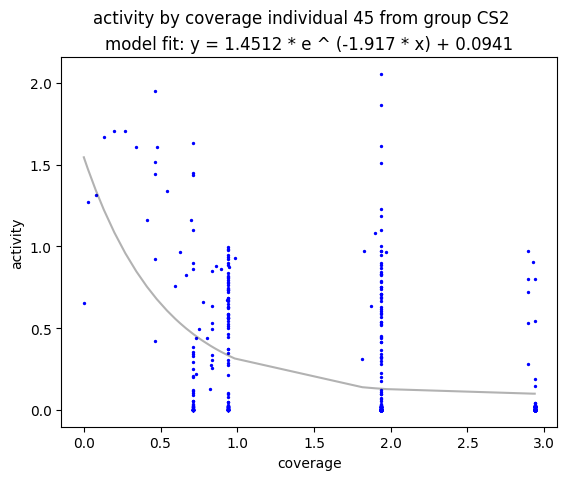 activity by coverage individual 45 from group CS2
model fit: y = 1.4512 * e ^ (-1.917 * x) + 0.0941
activity
2.0
1.5
1.0
0.5
0.0
0.0 0.5 1.0 1.5 2.0 2.5 3.0
coverage